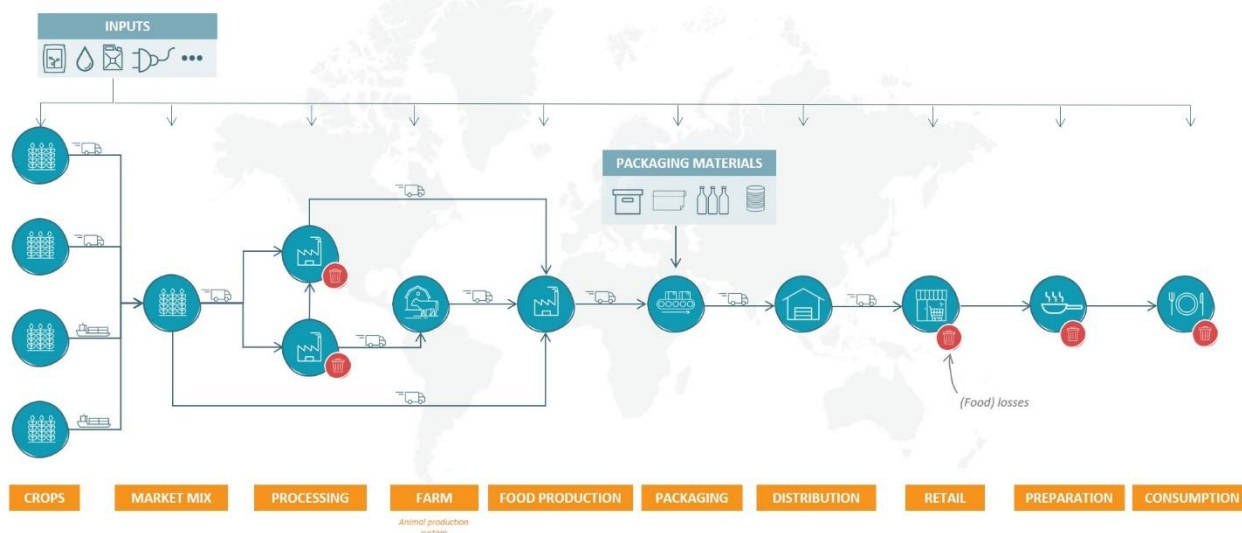 INPUTS
PACKAGING MATERIALS
(Food) losses
CROPS
MARKET MIX
PROCESSING
FARM
FOOD PRODUCTION
PACKAGING
DISTRIBUTION
RETAIL
PREPARATION
CONSUMPTION
Animal production
system